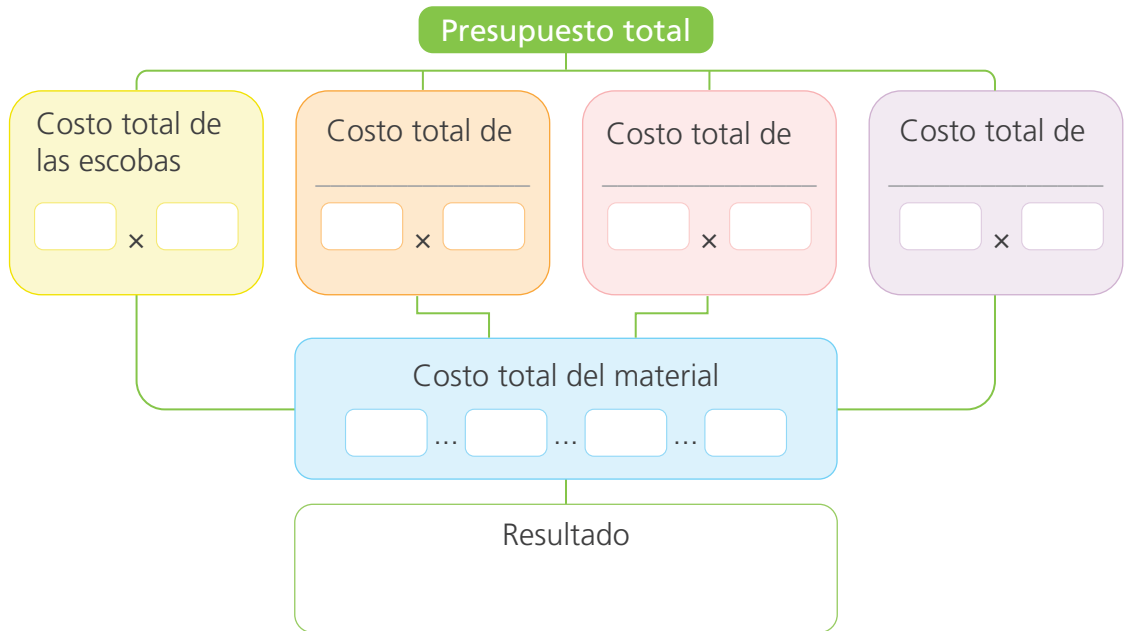 Presupuesto total
Costo total de
las escobas
×
Costo total de
×
Costo total de
×
Costo total de
×
Costo total del material
... ... ...
Resultado